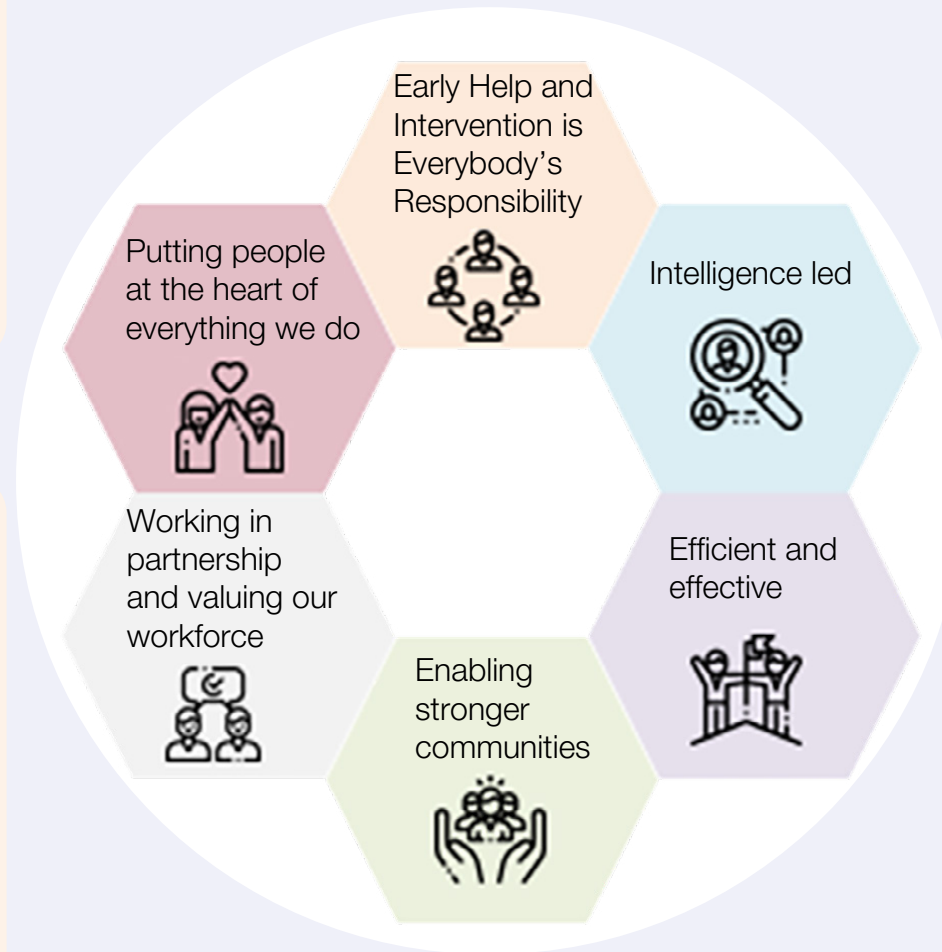 Early Help and
Intervention is
Everybody’s
Responsibility
Putting people
at the heart of
everything we do
Intelligence led
Working in
partnership
and valuing our
workforce
Efficient and
effective
Enabling
stronger
communities